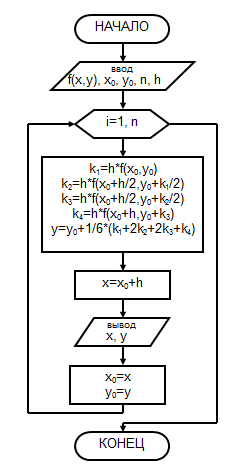 НАЧАЛО
ввод
f(x,y), x₀, y₀, n, h
i=1, n
k₁=h*f(x₀,y₀)
k₂=h*f(x₀+h/2,y₀+k₁/2)
k₃=h*f(x₀+h/2,y₀+k₂/2)
k₄=h*f(x₀+h,y₀+k₃)
y=y₀+1/6*(k₁+2k₂+2k₃+k₄)
x=x₀+h
вывод
x, y
x₀=x
y₀=y
КОНЕЦ